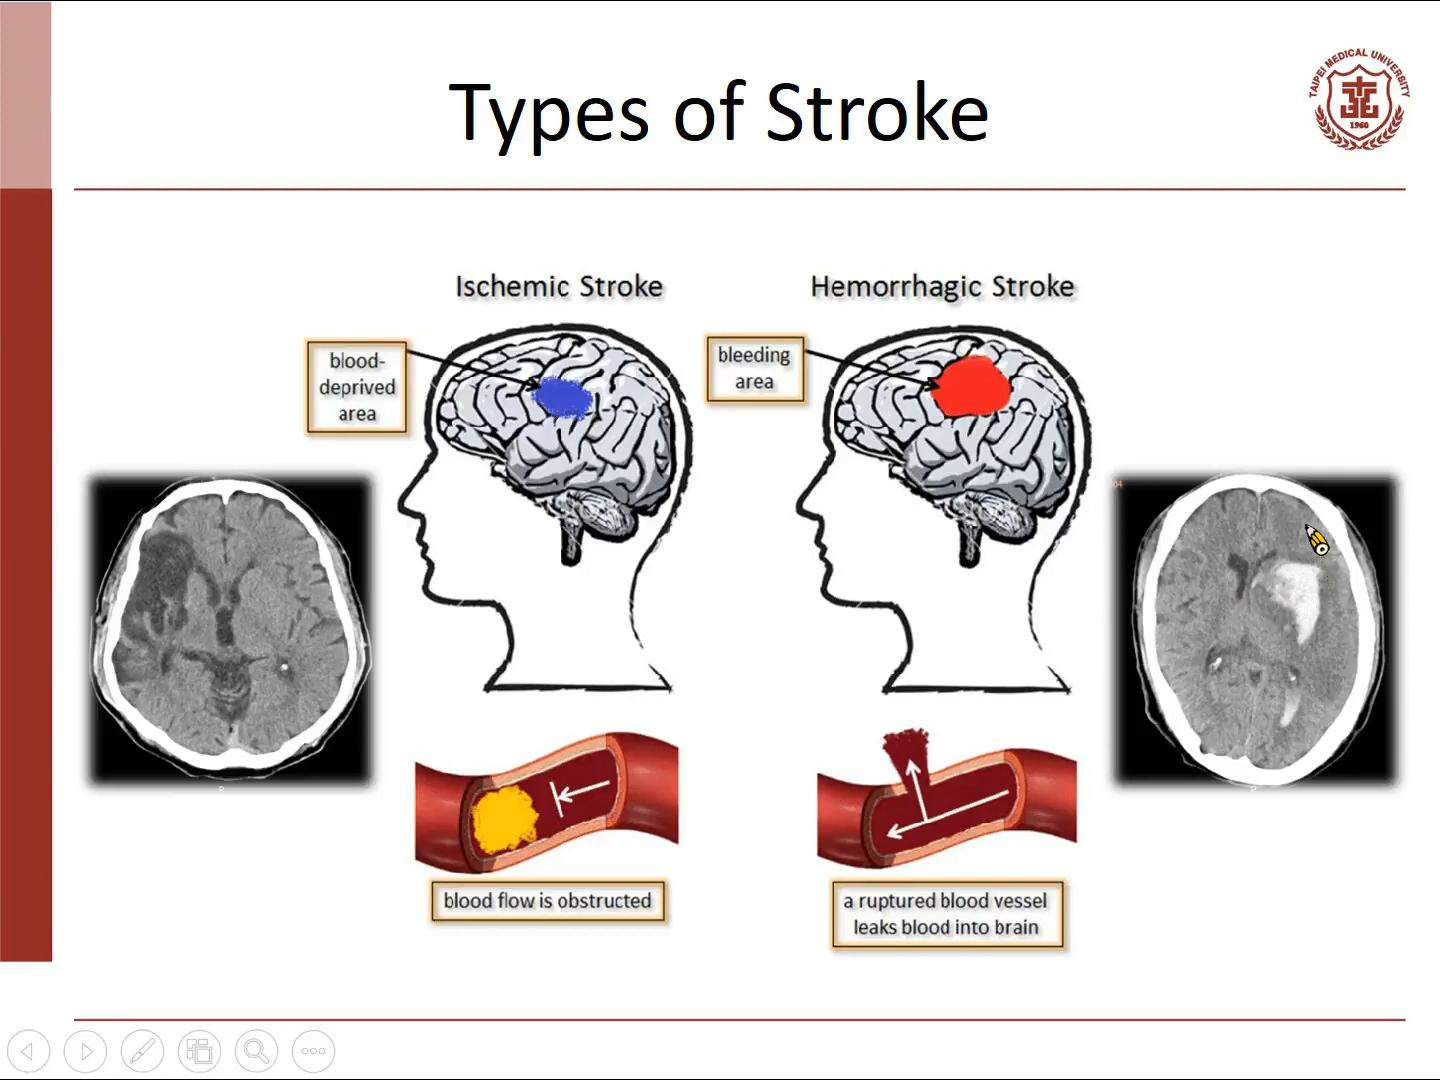 Types of Stroke
TAIPEI MEDICAL UNIVERSITY
1960
Ischemic Stroke
blood-
deprived
area
Hemorrhagic Stroke
bleeding
area
04
blood flow is obstructed
a ruptured blood vessel
leaks blood into brain